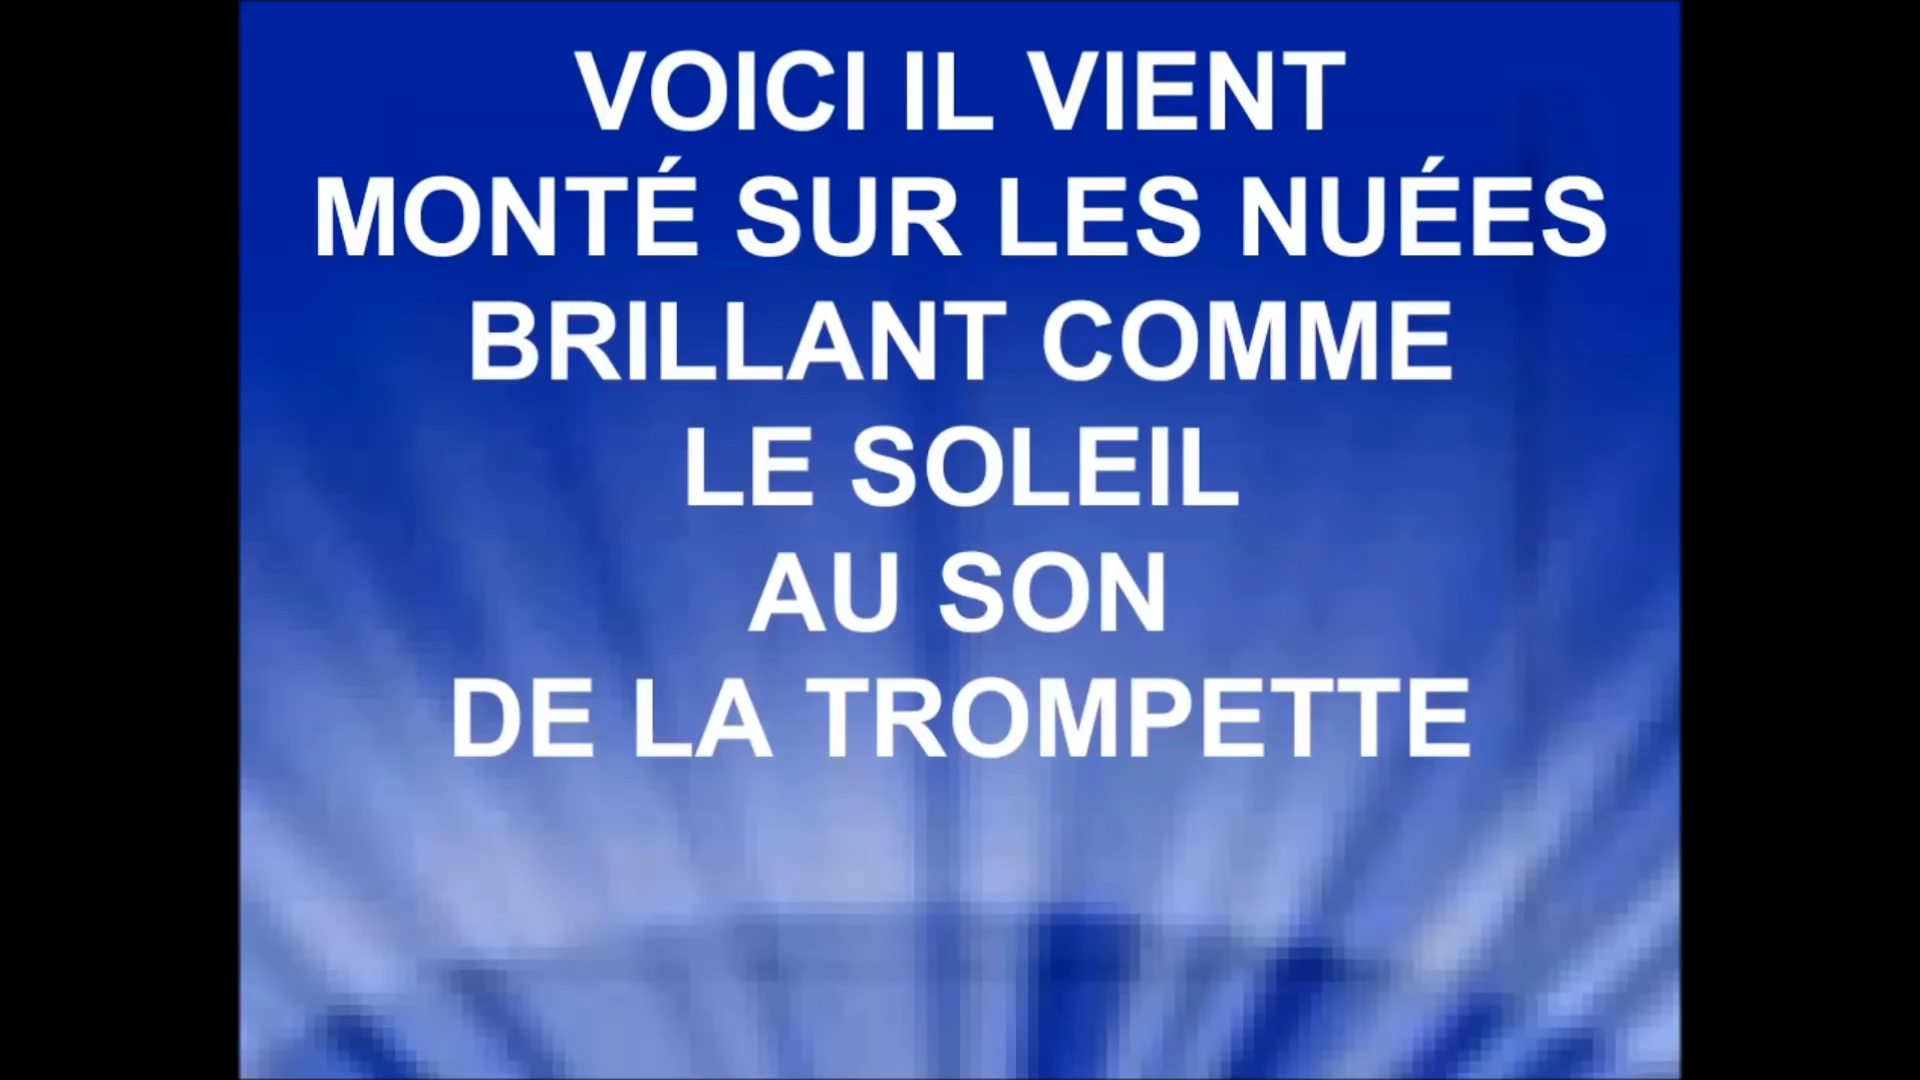 VOICI IL VIENT
MONTÉ SUR LES NUÉES
BRILLANT COMME
LE SOLEIL
AU SON
DE LA TROMPETTE